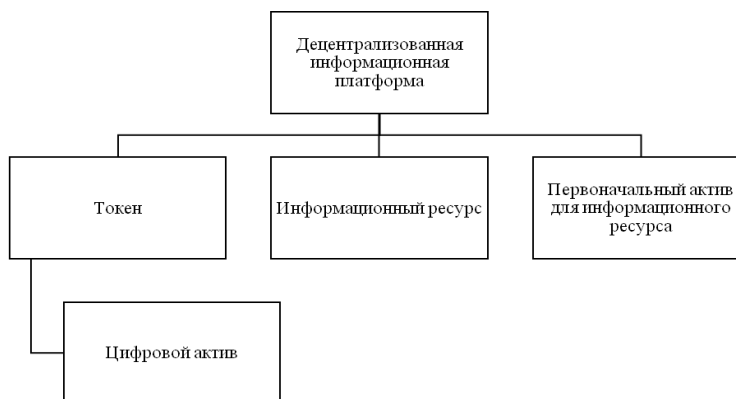 Децентрализованная
информационная
платформа
Токен
Информационный ресурс
Первоначальный актив
для информационного
ресурса
Цифровой актив